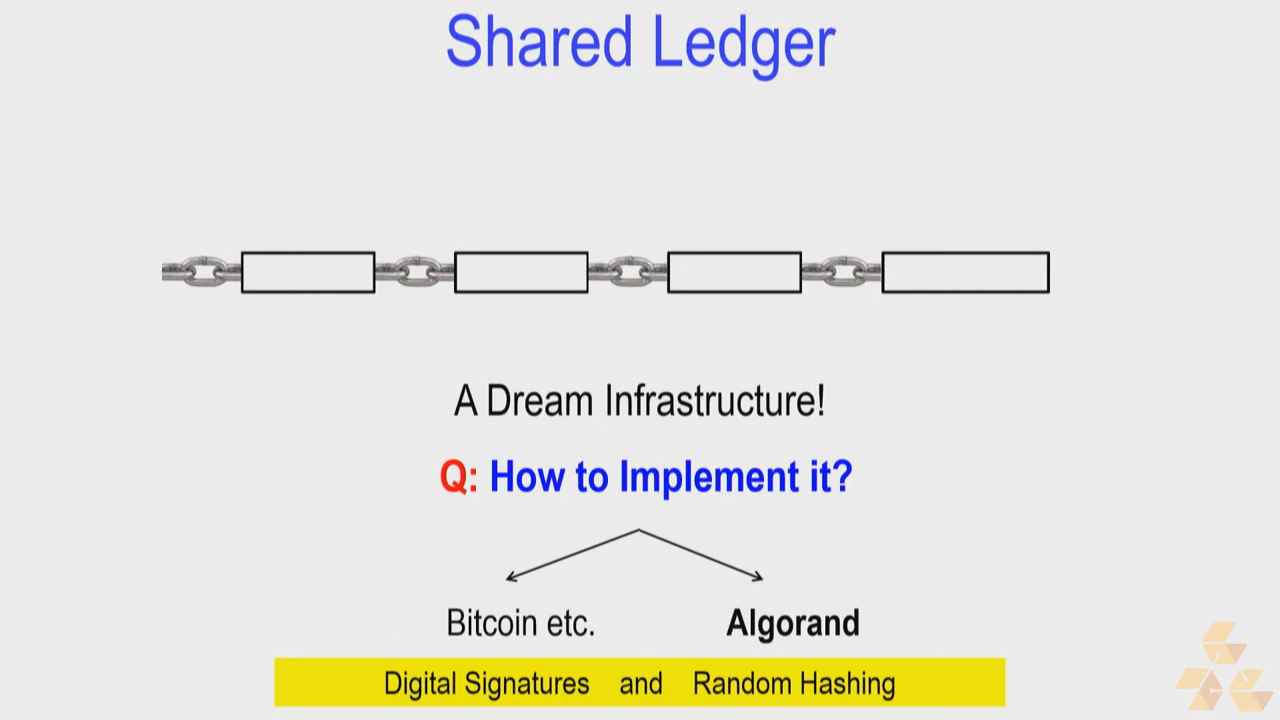 Shared Ledger
A Dream Infrastructure!
Q: How to Implement it?
Bitcoin etc. Algorand
Digital Signatures and Random Hashing